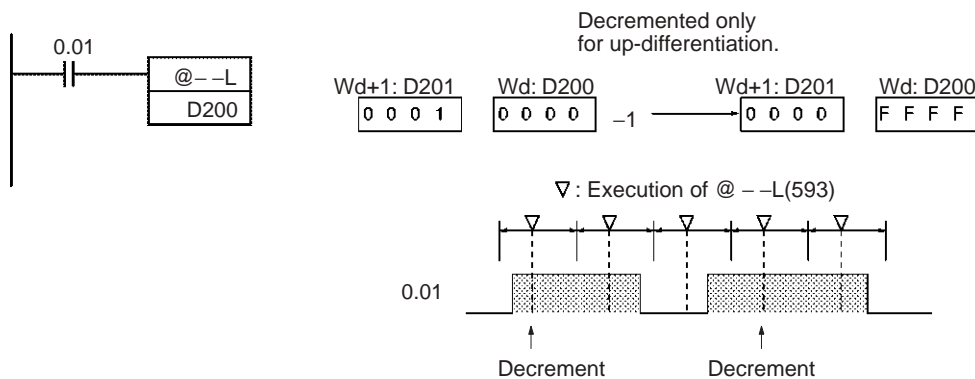 Decremented only
for up-differentiation.
0.01
@– –L
D200
Wd+1: D201
Wd: D200
Wd+1: D201
Wd: D200
0 0 0 1
0 0 0 0
–1
0 0 0 0
F F F F
: Execution of @ – –L(593)
0.01
Decrement
Decrement